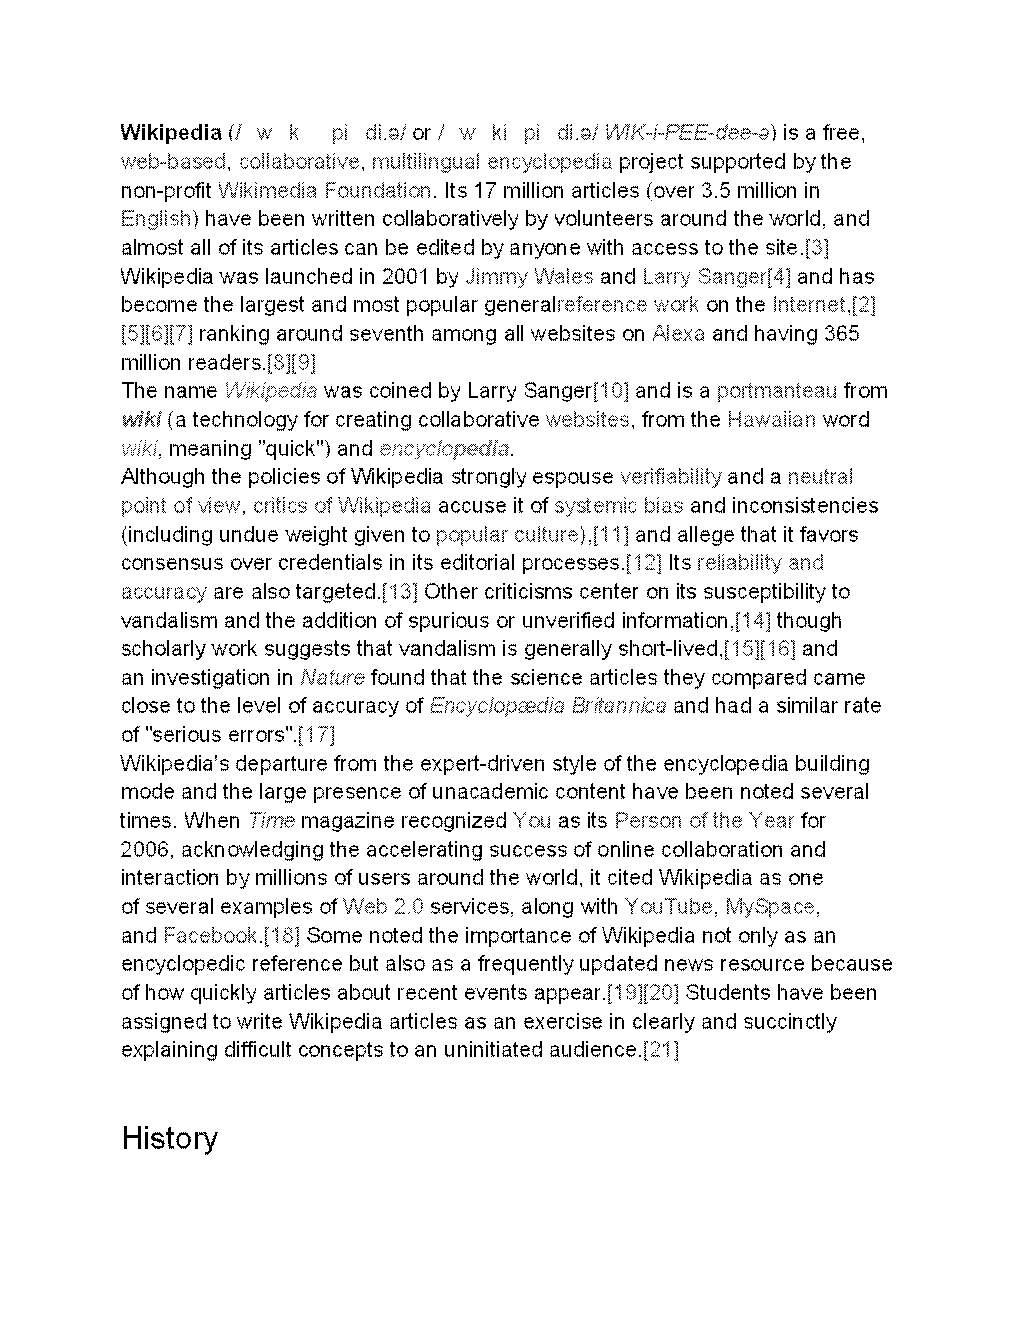 Wikipedia (/ w k pi di.ə/ or / w ki pi di.ə/ WIK-i-PEE-dee-ə) is a free,
web-based, collaborative, multilingual encyclopedia project supported by the
non-profit Wikimedia Foundation. Its 17 million articles (over 3.5 million in
English) have been written collaboratively by volunteers around the world, and
almost all of its articles can be edited by anyone with access to the site.[3]
Wikipedia was launched in 2001 by Jimmy Wales and Larry Sanger[4] and has
become the largest and most popular generalreference work on the Internet,[2]
[5][6][7] ranking around seventh among all websites on Alexa and having 365
million readers.[8][9]
The name Wikipedia was coined by Larry Sanger[10] and is a portmanteau from
wiki (a technology for creating collaborative websites, from the Hawaiian word
wiki, meaning "quick") and encyclopedia.
Although the policies of Wikipedia strongly espouse verifiability and a neutral
point of view, critics of Wikipedia accuse it of systemic bias and inconsistencies
(including undue weight given to popular culture),[11] and allege that it favors
consensus over credentials in its editorial processes.[12] Its reliability and
accuracy are also targeted.[13] Other criticisms center on its susceptibility to
vandalism and the addition of spurious or unverified information,[14] though
scholarly work suggests that vandalism is generally short-lived,[15][16] and
an investigation in Nature found that the science articles they compared came
close to the level of accuracy of Encyclopædia Britannica and had a similar rate
of "serious errors".[17]
Wikipedia's departure from the expert-driven style of the encyclopedia building
mode and the large presence of unacademic content have been noted several
times. When Time magazine recognized You as its Person of the Year for
2006, acknowledging the accelerating success of online collaboration and
interaction by millions of users around the world, it cited Wikipedia as one
of several examples of Web 2.0 services, along with YouTube, MySpace,
and Facebook.[18] Some noted the importance of Wikipedia not only as an
encyclopedic reference but also as a frequently updated news resource because
of how quickly articles about recent events appear.[19][20] Students have been
assigned to write Wikipedia articles as an exercise in clearly and succinctly
explaining difficult concepts to an uninitiated audience.[21]
History